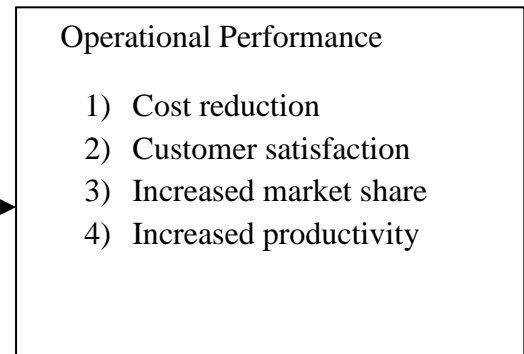 Operational Performance
1) Cost reduction
2) Customer satisfaction
3) Increased market share
4) Increased productivity